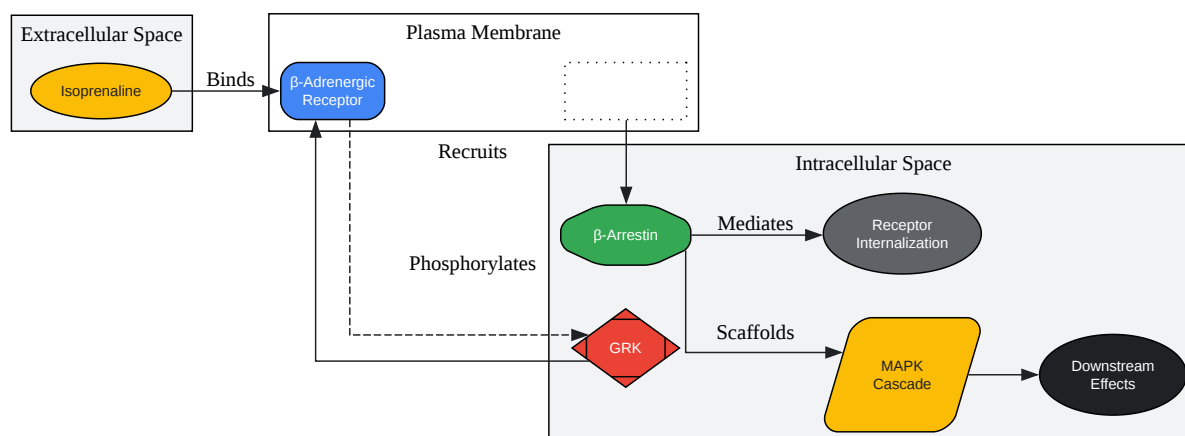 Extracellular Space
Plasma Membrane
Isoprenaline
Binds
β-Adrenergic
Receptor
Recruits
Intracellular Space
β-Arrestin
Mediates
Receptor
Internalization
Phosphorylates
GRK
Scaffolds
MAPK
Cascade
Downstream
Effects